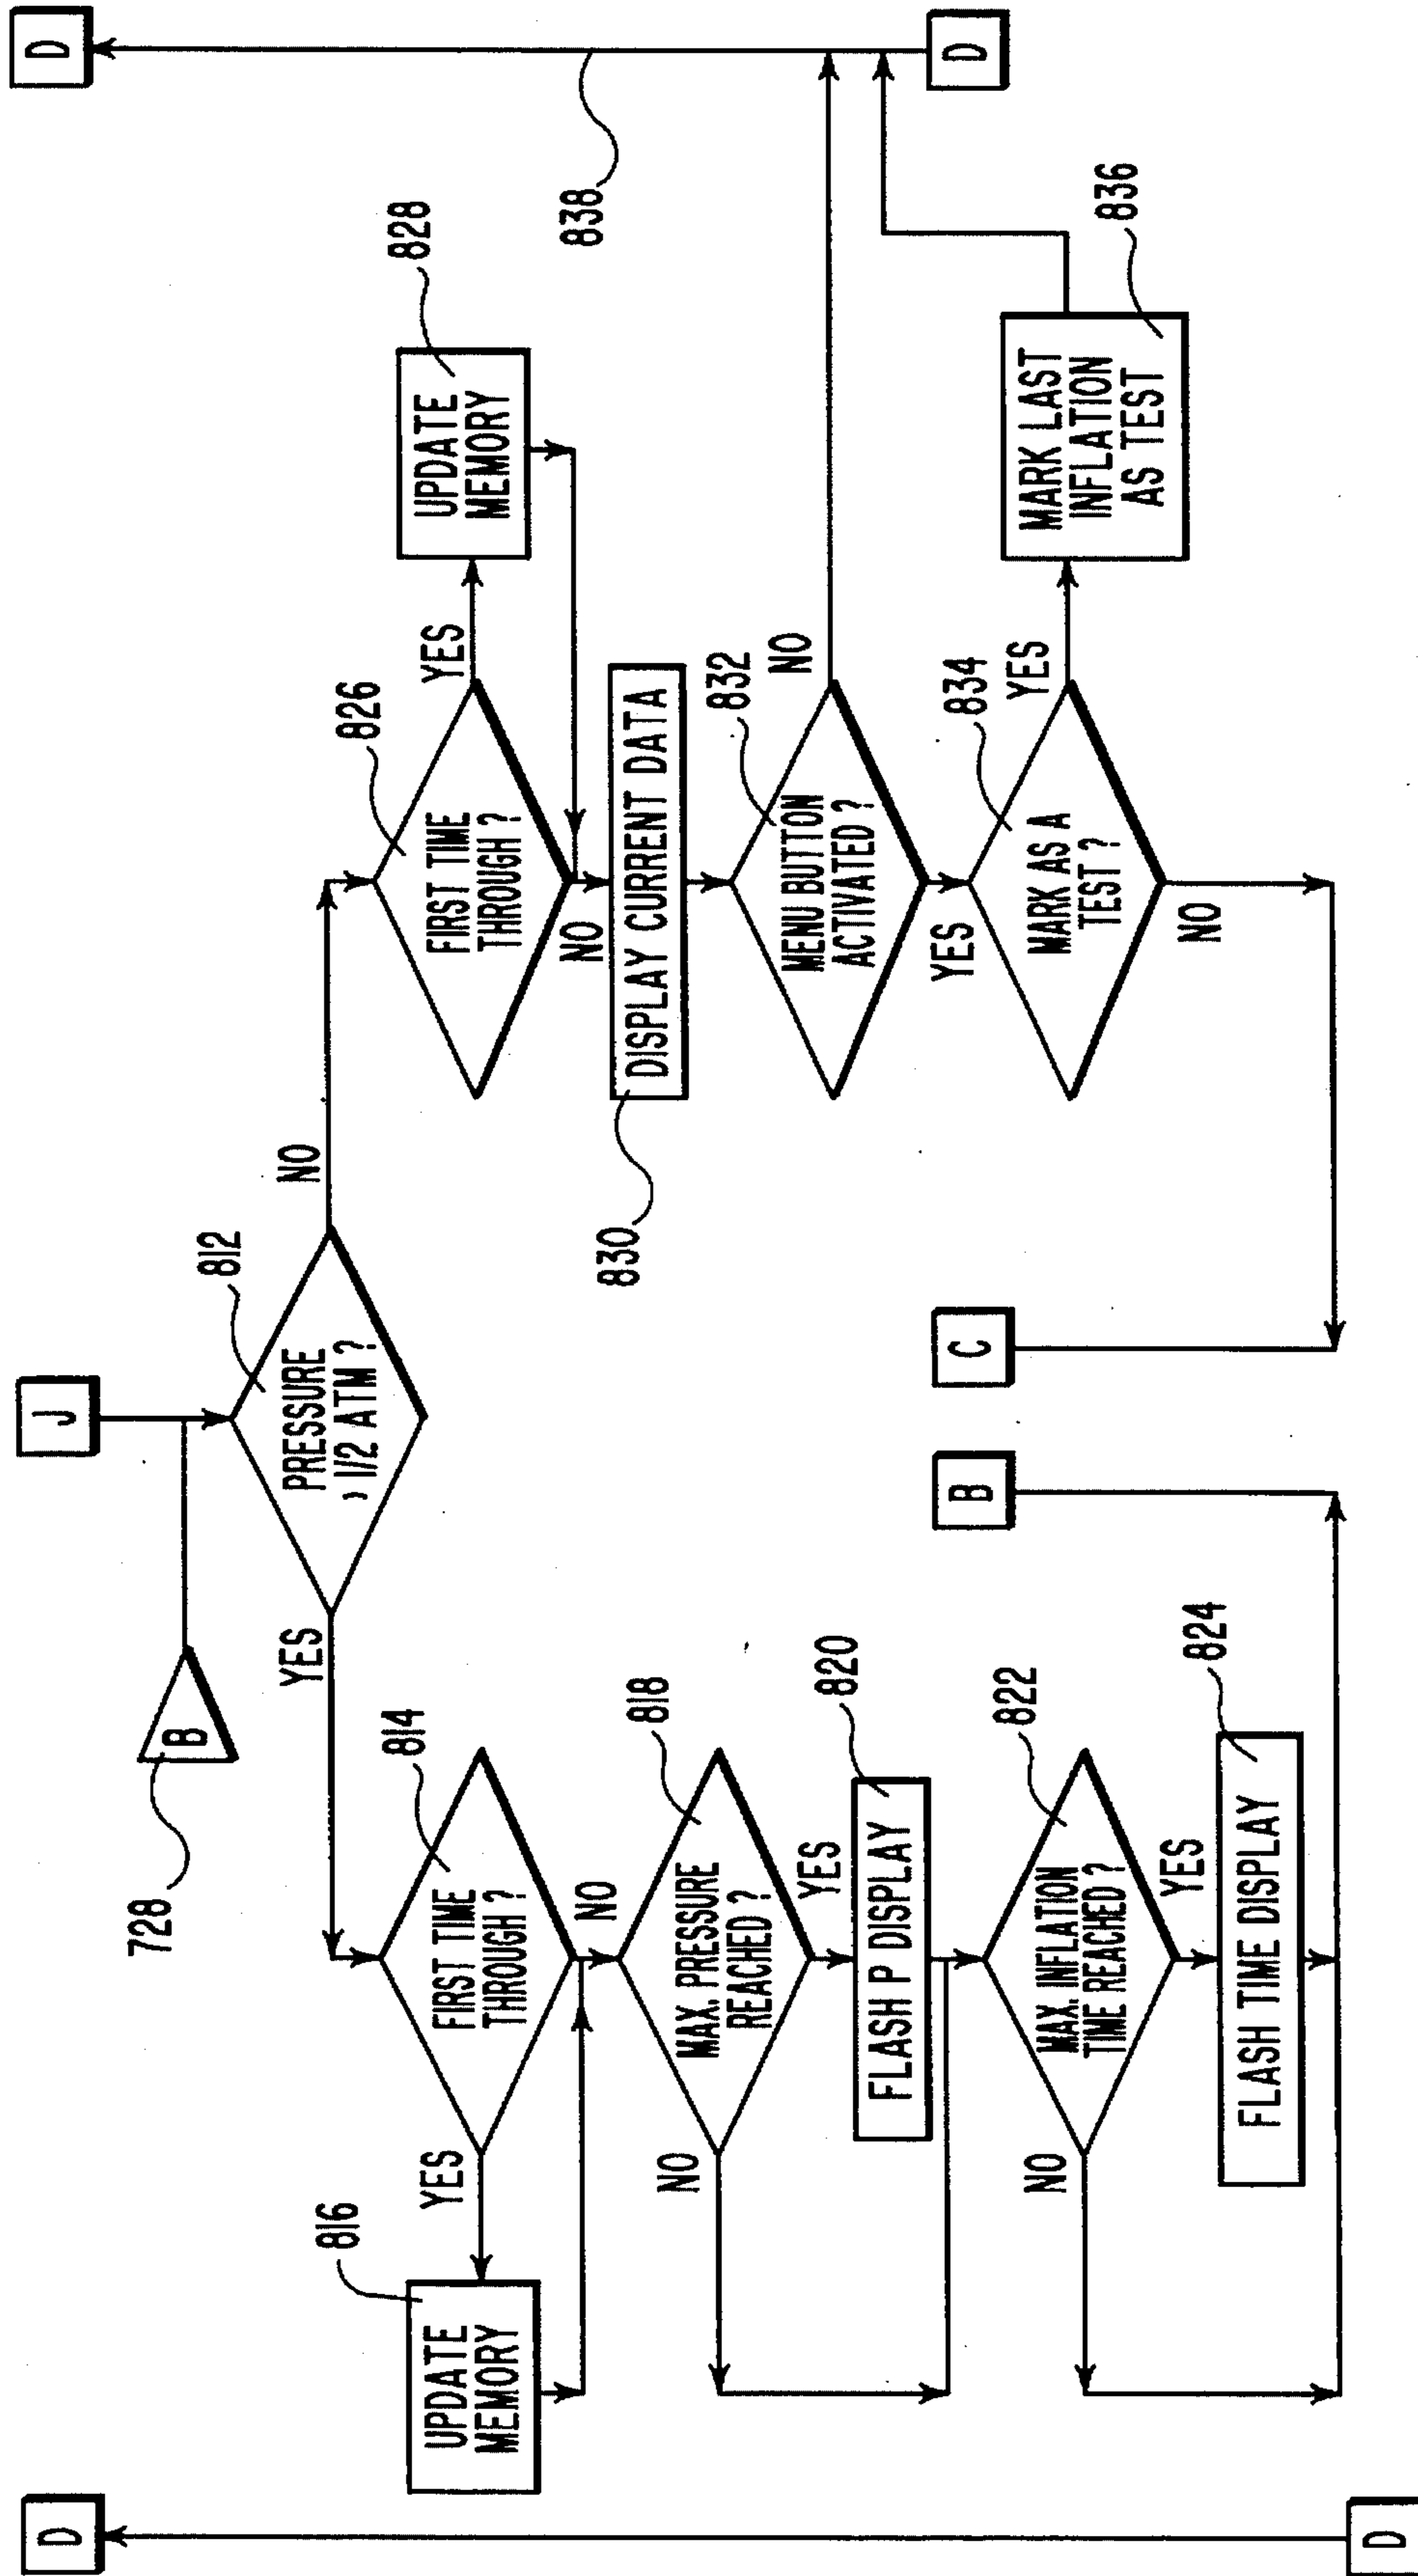 D
J
D
B
728
812
PRESSURE
› 1/2 ATM ?
YES
NO
814
FIRST TIME
THROUGH ?
YES
NO
816
UPDATE
MEMORY
818
MAX. PRESSURE
REACHED ?
NO
YES
820
FLASH P DISPLAY
822
MAX. INFLATION
TIME REACHED ?
NO
YES
824
FLASH TIME DISPLAY
B
C
826
FIRST TIME
THROUGH ?
YES
NO
828
UPDATE
MEMORY
830
DISPLAY CURRENT DATA
832
MENU BUTTON
ACTIVATED ?
NO
YES
834
MARK AS A
TEST ?
YES
NO
836
MARK LAST
INFLATION
AS TEST
838
D
D